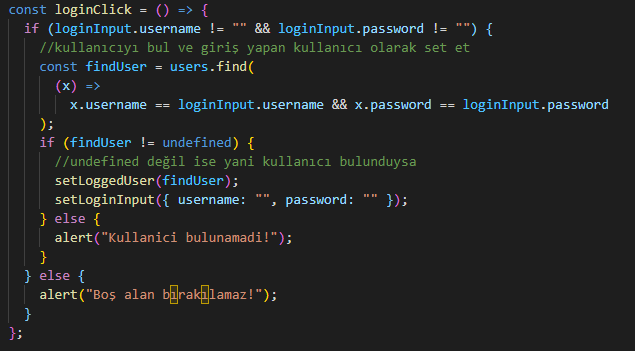 const loginClick = () => {
if (loginInput.username != "" && loginInput.password != "") {
//kullanıcıyı bul ve giriş yapan kullanıcı olarak set et
const findUser = users.find(
(x) =>
x.username == loginInput.username && x.password == loginInput.password
);
if (findUser != undefined) {
//undefined değil ise yani kullanıcı bulunduysa
setLoggedUser(findUser);
setLoginInput({ username: "", password: "" });
} else {
alert("Kullanici bulunamadi!");
}
} else {
alert("Boş alan bırakılamaz!");
}
};